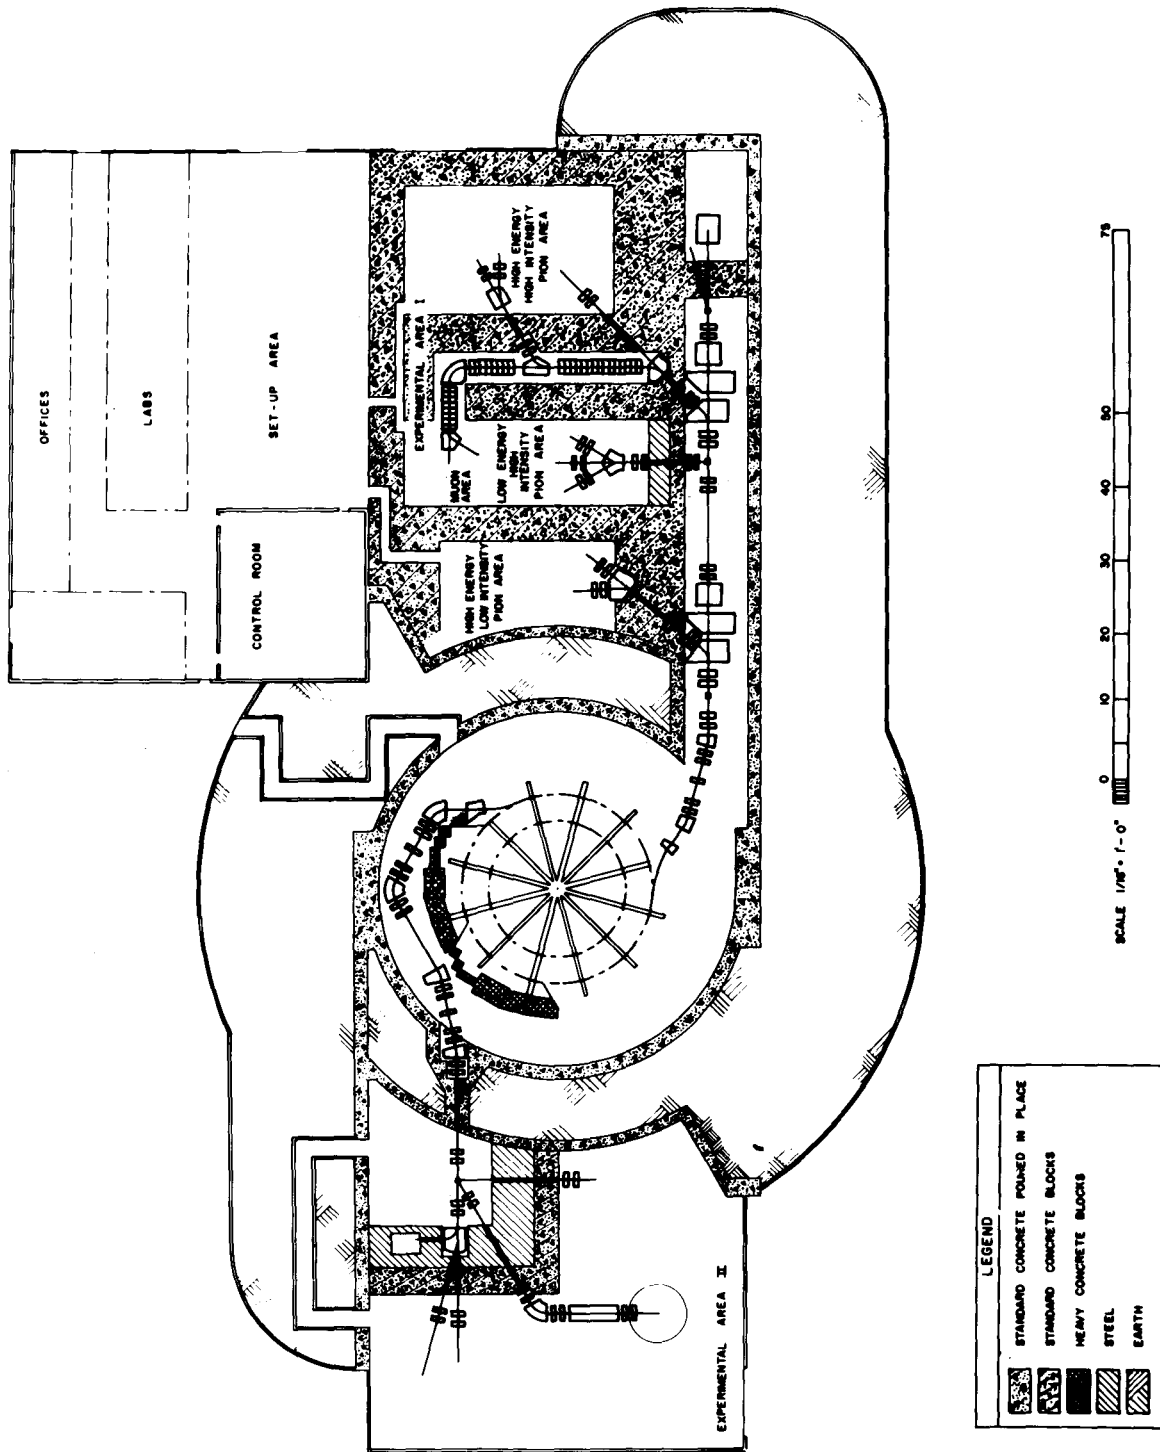 OFFICES
LABS
SET-UP AREA
CONTROL ROOM
EXPERIMENTAL AREA I
HIGH ENERGY
HIGH INTENSITY
PION AREA
MUON
AREA
LOW ENERGY
HIGH
INTENSITY
PION AREA
HIGH ENERGY
LOW INTENSITY
PION AREA
EXPERIMENTAL AREA II
0 10 20 30 40 50 75
SCALE 1/16" = 1'-0"
LEGEND
STANDARD CONCRETE POURED IN PLACE
STANDARD CONCRETE BLOCKS
HEAVY CONCRETE BLOCKS
STEEL
EARTH